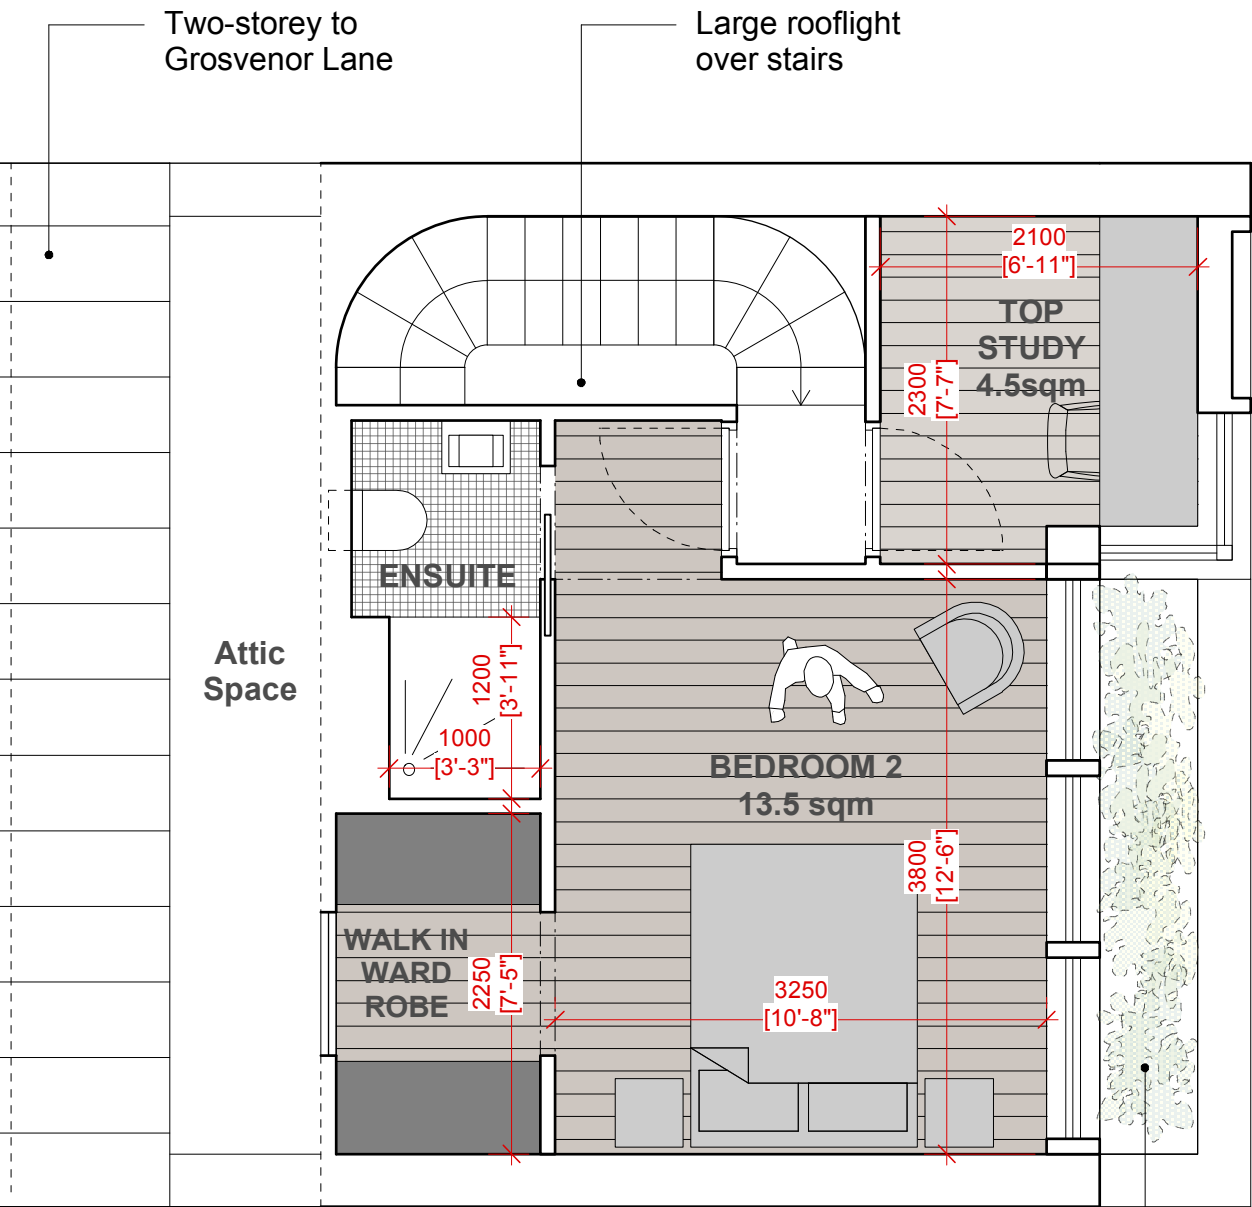 Two-storey to
Grosvenor Lane
Large rooflight
over stairs
2100
[6'-11"]
TOP
STUDY
4.5sqm
2300
[7'-7"]
ENSUITE
Attic
Space
1200
[3'-11"]
1000
[3'-3"]
BEDROOM 2
13.5 sqm
3800
[12'-6"]
WALK IN
WARD
ROBE
2250
[7'-5"]
3250
[10'-8"]